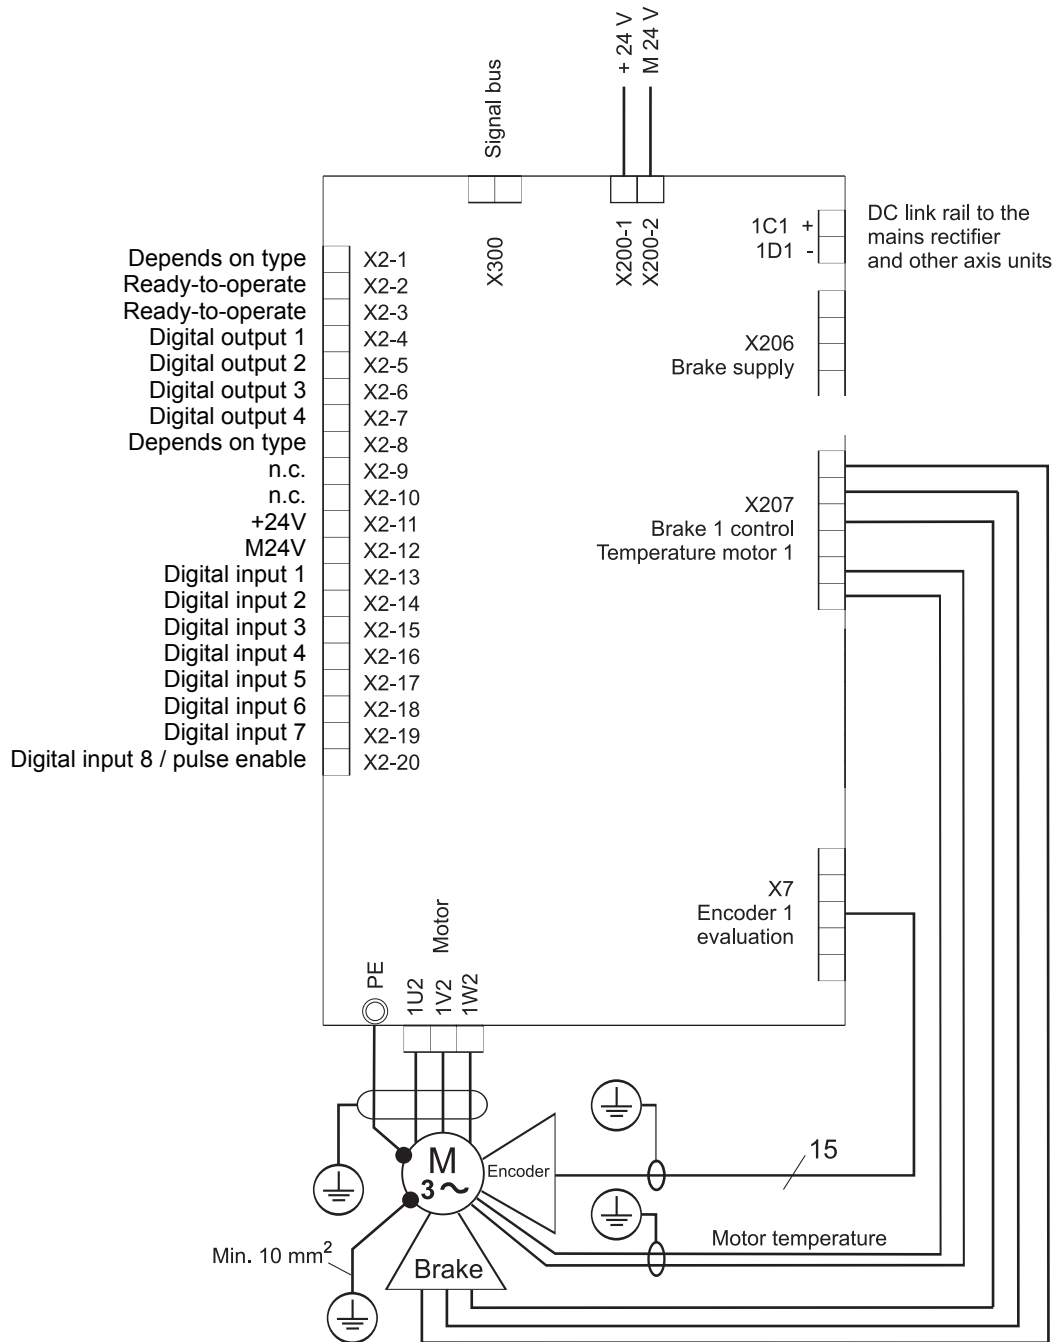 + 24 V
M 24 V
Signal bus
X300
X200-1
X200-2
1C1 +
1D1 -
DC link rail to the
mains rectifier
and other axis units
Depends on type X2-1
Ready-to-operate X2-2
Ready-to-operate X2-3
Digital output 1 X2-4
Digital output 2 X2-5
Digital output 3 X2-6
Digital output 4 X2-7
Depends on type X2-8
n.c. X2-9
n.c. X2-10
+24V X2-11
M24V X2-12
Digital input 1 X2-13
Digital input 2 X2-14
Digital input 3 X2-15
Digital input 4 X2-16
Digital input 5 X2-17
Digital input 6 X2-18
Digital input 7 X2-19
Digital input 8 / pulse enable X2-20
X206
Brake supply
X207
Brake 1 control
Temperature motor 1
X7
Encoder 1
evaluation
PE
Motor
1U2
1V2
1W2
M
3 ~
Encoder
15
Motor temperature
Min. 10 mm²
Brake